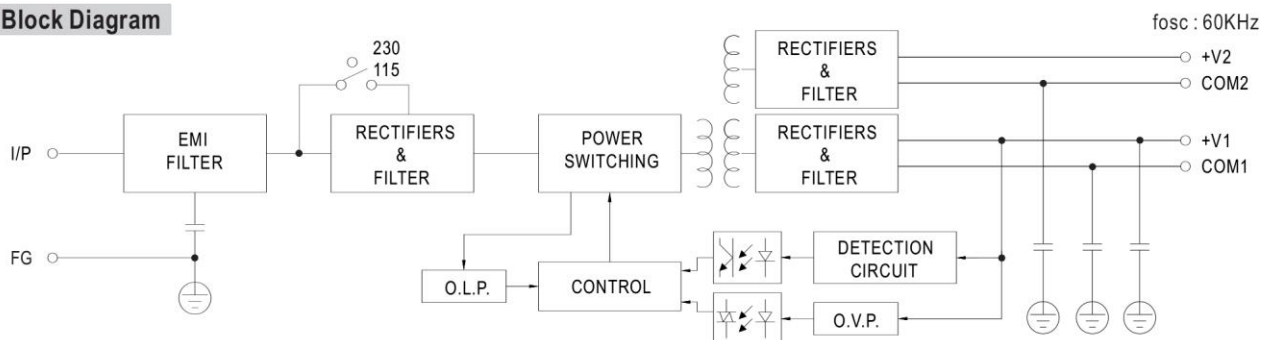 Block Diagram
fosc : 60KHz
230
115
I/P
EMI
FILTER
RECTIFIERS
&
FILTER
POWER
SWITCHING
RECTIFIERS
&
FILTER
+V2
COM2
RECTIFIERS
&
FILTER
+V1
COM1
FG
O.L.P.
CONTROL
DETECTION
CIRCUIT
O.V.P.